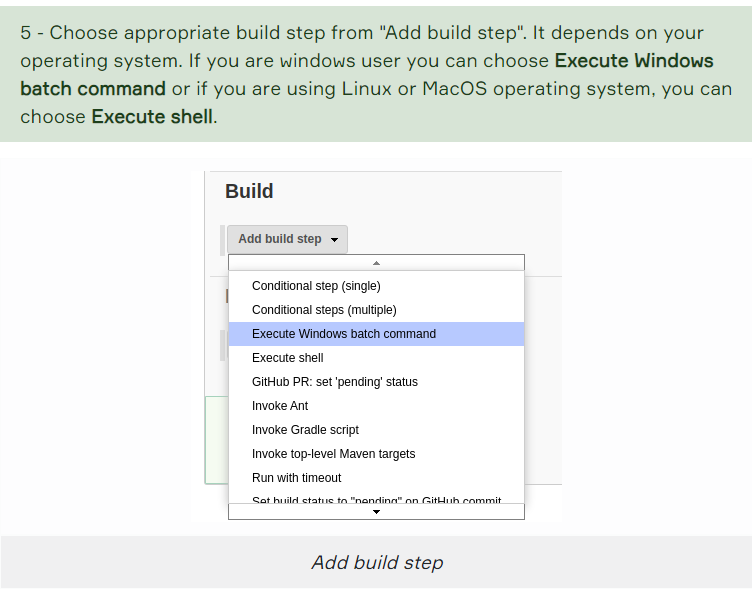 5 - Choose appropriate build step from "Add build step". It depends on your
operating system. If you are windows user you can choose Execute Windows
batch command or if you are using Linux or MacOS operating system, you can
choose Execute shell.
Build
Add build step
Conditional step (single)
Conditional steps (multiple)
Execute Windows batch command
Execute shell
GitHub PR: set 'pending' status
Invoke Ant
Invoke Gradle script
Invoke top-level Maven targets
Run with timeout
Set build status to "pending" on GitHub commit
Add build step